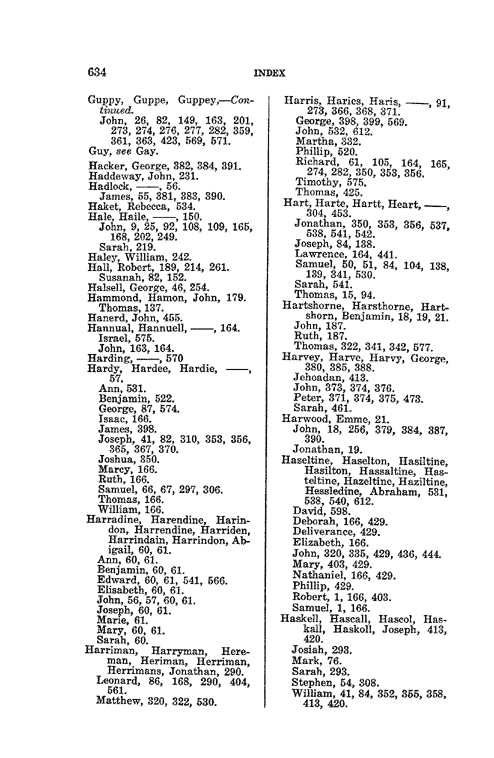 634
INDEX
Guppy, Guppe, Guppey,—Con-
tinued.
John, 26, 82, 149, 163, 201,
273, 274, 276, 277, 282, 359,
361, 363, 423, 569, 571.
Guy, see Gay.
Hacker, George, 382, 384, 391.
Haddeway, John, 231.
Hadlock, ——, 56.
James, 55, 381, 383, 390.
Haket, Rebecca, 534.
Hale, Haile, ——, 150.
John, 9, 25, 92, 108, 109, 165,
168, 202, 249.
Sarah, 219.
Haley, William, 242.
Hall, Robert, 189, 214, 261.
Susanah, 82, 152.
Halsell, George, 46, 254.
Hammond, Hamon, John, 179.
Thomas, 137.
Hanerd, John, 455.
Hannual, Hannuell, ——, 164.
Israel, 575.
John, 163, 164.
Harding, ——, 570
Hardy, Hardee, Hardie, ——,
57.
Ann, 531.
Benjamin, 522.
George, 87, 574.
Isaac, 166.
James, 398.
Joseph, 41, 82, 310, 353, 356,
365, 367, 370.
Joshua, 350.
Marcy, 166.
Ruth, 166.
Samuel, 66, 67, 297, 306.
Thomas, 166.
William, 166.
Harradine, Harendine, Harin-
don, Harrendine, Harriden,
Harrindain, Harrindon, Ab-
igail, 60, 61.
Ann, 60, 61.
Benjamin, 60, 61.
Edward, 60, 61, 541, 566.
Elisabeth, 60, 61.
John, 56, 57, 60, 61.
Joseph, 60, 61.
Marie, 61.
Mary, 60, 61.
Sarah, 60.
Harriman, Harryman, Here-
man, Heriman, Herriman,
Herrimans, Jonathan, 290.
Leonard, 86, 168, 290, 404,
561.
Matthew, 320, 322, 530.
Harris, Haries, Haris, ——, 91,
273, 366, 368, 371.
George, 398, 399, 569.
John, 532, 612.
Martha, 332.
Phillip, 520.
Richard, 61, 105, 164, 165,
274, 282, 350, 353, 356.
Timothy, 575.
Thomas, 425.
Hart, Harte, Hartt, Heart, ——,
304, 453.
Jonathan, 350, 353, 356, 537,
538, 541, 542.
Joseph, 84, 138.
Lawrence, 164, 441.
Samuel, 50, 51, 84, 104, 138,
139, 341, 530.
Sarah, 541.
Thomas, 15, 94.
Hartshorne, Harsthorne, Hart-
shorn, Benjamin, 18, 19, 21.
John, 187.
Ruth, 187.
Thomas, 322, 341, 342, 577.
Harvey, Harve, Harvy, George,
380, 385, 388.
Jehoadan, 413.
John, 373, 374, 376.
Peter, 371, 374, 375, 473.
Sarah, 461.
Harwood, Emme, 21.
John, 18, 256, 379, 384, 387,
390.
Jonathan, 19.
Haseltine, Haselton, Hasiltine,
Hasilton, Hassaltine, Has-
teltine, Hazeltine, Haziltine,
Hessledine, Abraham, 531,
538, 540, 612.
David, 598.
Deborah, 166, 429.
Deliverance, 429.
Elizabeth, 166.
John, 320, 335, 429, 436, 444.
Mary, 403, 429.
Nathaniel, 166, 429.
Phillip, 429.
Robert, 1, 166, 403.
Samuel, 1, 166.
Haskell, Hascall, Hascol, Has-
kall, Haskoll, Joseph, 413,
420.
Josiah, 293.
Mark, 76.
Sarah, 293.
Stephen, 54, 308.
William, 41, 84, 352, 355, 358,
413, 420.